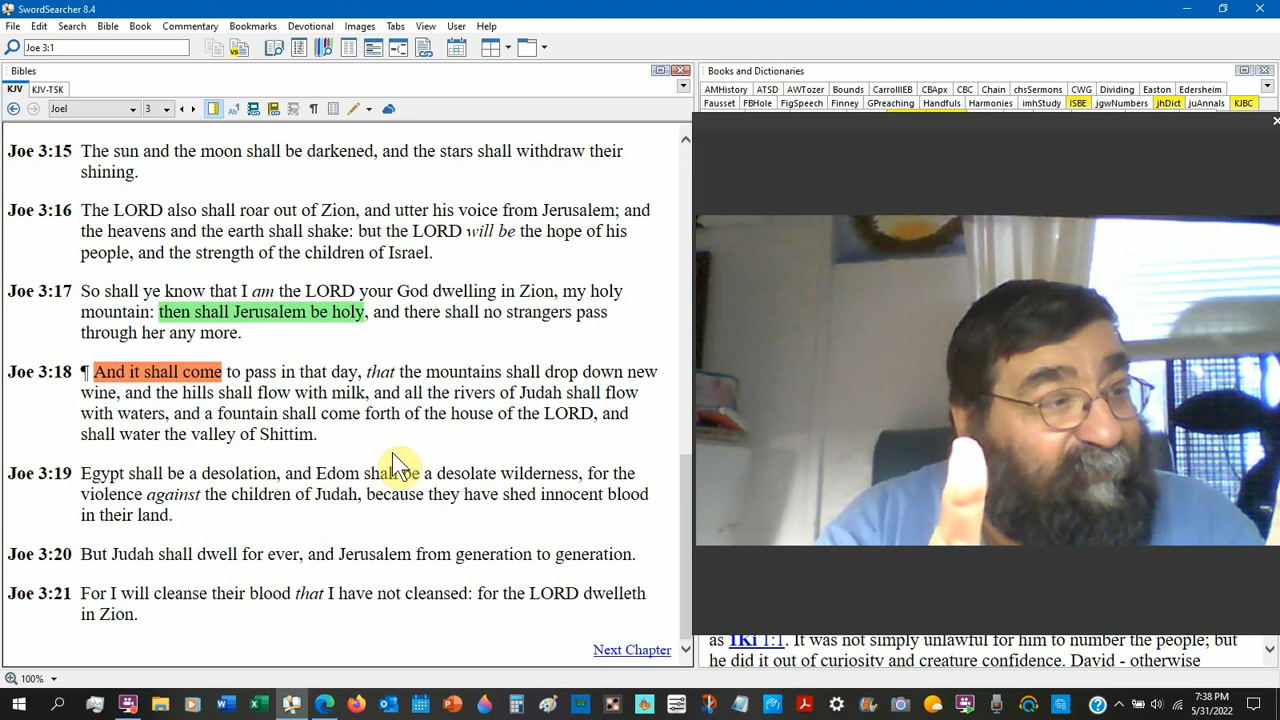 SwordSearcher 8.4
File Edit Search Bible Book Commentary Bookmarks Devotional Images Tabs View User Help
Joe 3:1
Bibles
Books and Dictionaries
KJV KJV-TSK
AMHistory ATSD AWTozer Bounds CarrollIEB CBApx CBC Chain chsSermons CWG Dividing Easton Edersheim
Fausset FBHole FigSpeech Finney GPreaching Handfuls Harmonies imhStudy ISBE jgwNumbers jhDict juAnnals KJBC
Joel 3
Joe 3:15 The sun and the moon shall be darkened, and the stars shall withdraw their
shining.
Joe 3:16 The LORD also shall roar out of Zion, and utter his voice from Jerusalem; and
the heavens and the earth shall shake: but the LORD will be the hope of his
people, and the strength of the children of Israel.
Joe 3:17 So shall ye know that I am the LORD your God dwelling in Zion, my holy
mountain: then shall Jerusalem be holy, and there shall no strangers pass
through her any more.
Joe 3:18 ¶ And it shall come to pass in that day, that the mountains shall drop down new
wine, and the hills shall flow with milk, and all the rivers of Judah shall flow
with waters, and a fountain shall come forth of the house of the LORD, and
shall water the valley of Shittim.
Joe 3:19 Egypt shall be a desolation, and Edom shall be a desolate wilderness, for the
violence against the children of Judah, because they have shed innocent blood
in their land.
Joe 3:20 But Judah shall dwell for ever, and Jerusalem from generation to generation.
Joe 3:21 For I will cleanse their blood that I have not cleansed: for the LORD dwelleth
in Zion.
Next Chapter
as 1Ki 1:1. It was not simply unlawful for him to number the people; but
he did it out of curiosity and creature confidence. David - otherwise
100%
7:38 PM
5/31/2022